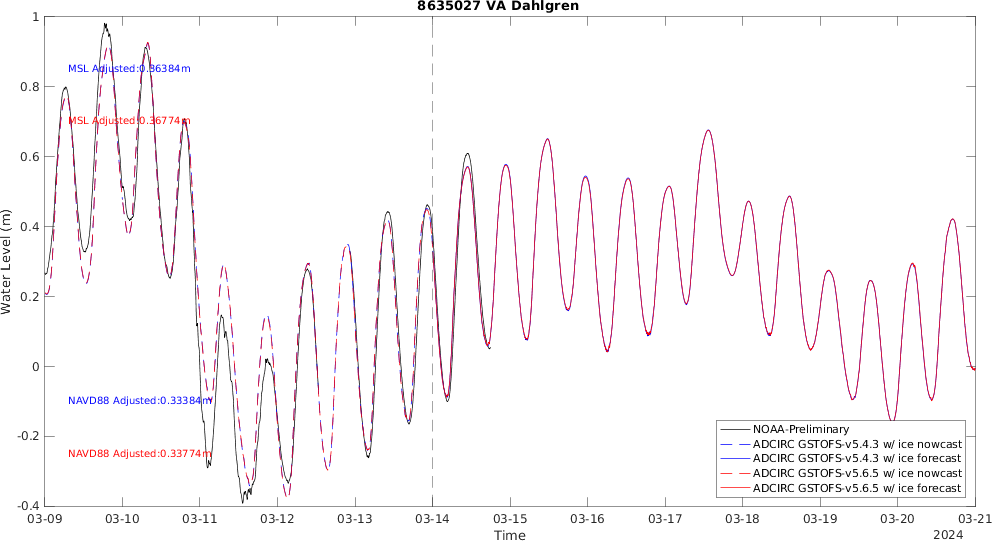 8635027 VA Dahlgren
1
0.8
0.6
0.4
0.2
0
-0.2
-0.4
Water Level (m)
MSL Adjusted:0.36384m
MSL Adjusted:0.36774m
NAVD88 Adjusted:0.33384m
NAVD88 Adjusted:0.33774m
NOAA-Preliminary
ADCIRC GSTOFS-v5.4.3 w/ ice nowcast
ADCIRC GSTOFS-v5.4.3 w/ ice forecast
ADCIRC GSTOFS-v5.6.5 w/ ice nowcast
ADCIRC GSTOFS-v5.6.5 w/ ice forecast
03-09 03-10 03-11 03-12 03-13 03-14 03-15 03-16 03-17 03-18 03-19 03-20 03-21
Time
2024